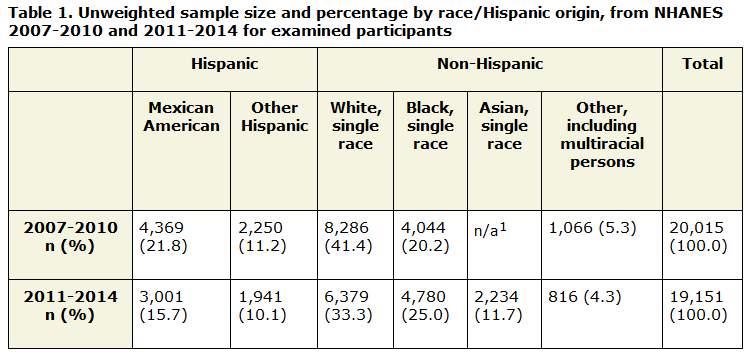 Table 1. Unweighted sample size and percentage by race/Hispanic origin, from NHANES
2007-2010 and 2011-2014 for examined participants
Hispanic Non-Hispanic Total
Mexican American Other Hispanic White, single race Black, single race Asian, single race Other, including multiracial persons
2007-2010 n (%) 4,369 (21.8) 2,250 (11.2) 8,286 (41.4) 4,044 (20.2) n/a1 1,066 (5.3) 20,015 (100.0)
2011-2014 n (%) 3,001 (15.7) 1,941 (10.1) 6,379 (33.3) 4,780 (25.0) 2,234 (11.7) 816 (4.3) 19,151 (100.0)